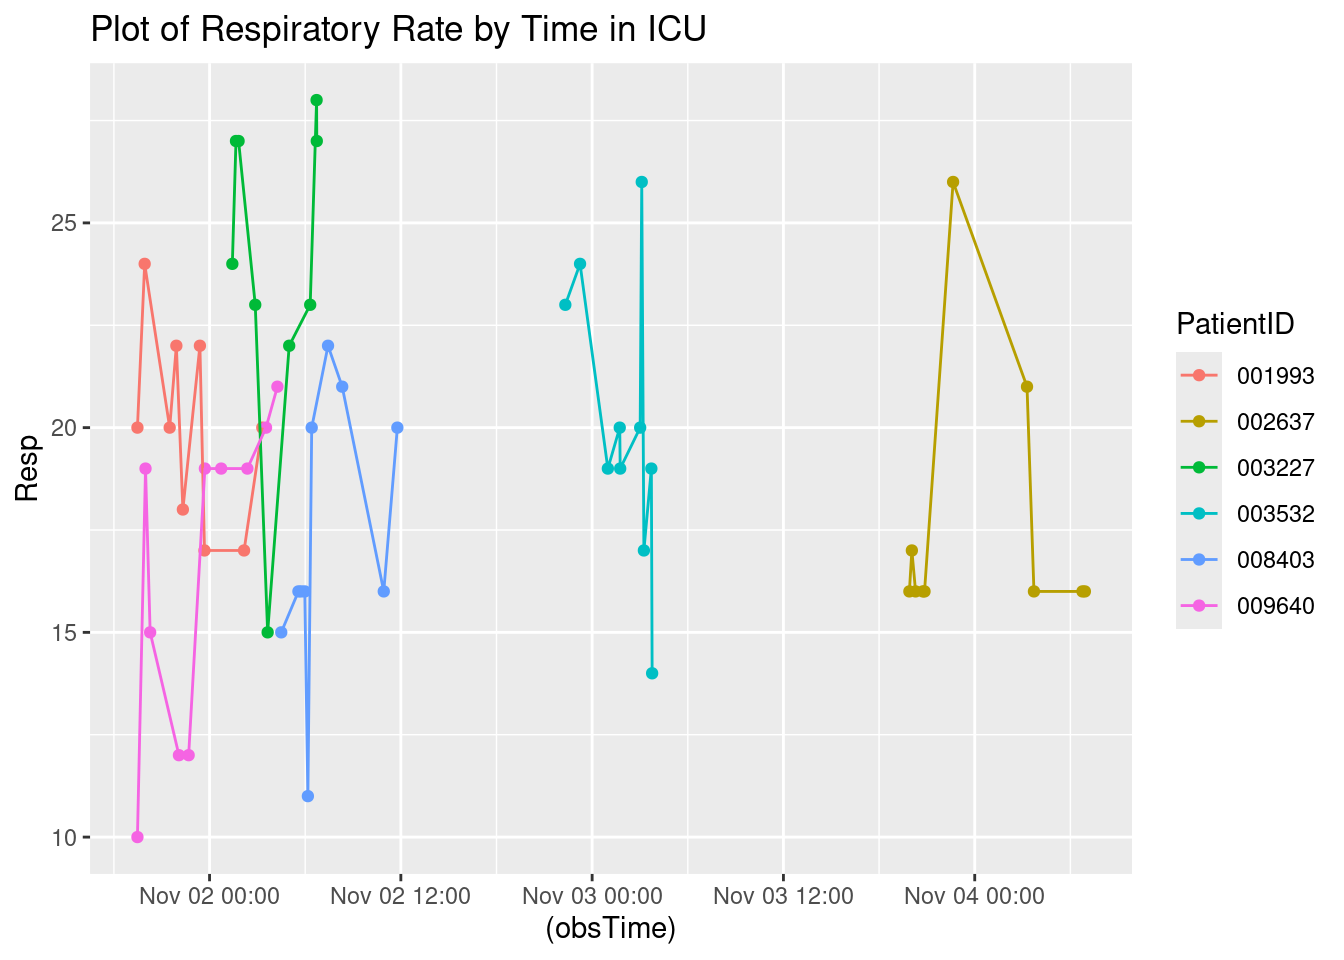 Plot of Respiratory Rate by Time in ICU
25
20
15
10
Resp
Nov 02 00:00 Nov 02 12:00 Nov 03 00:00 Nov 03 12:00 Nov 04 00:00
(obsTime)
PatientID
001993
002637
003227
003532
008403
009640